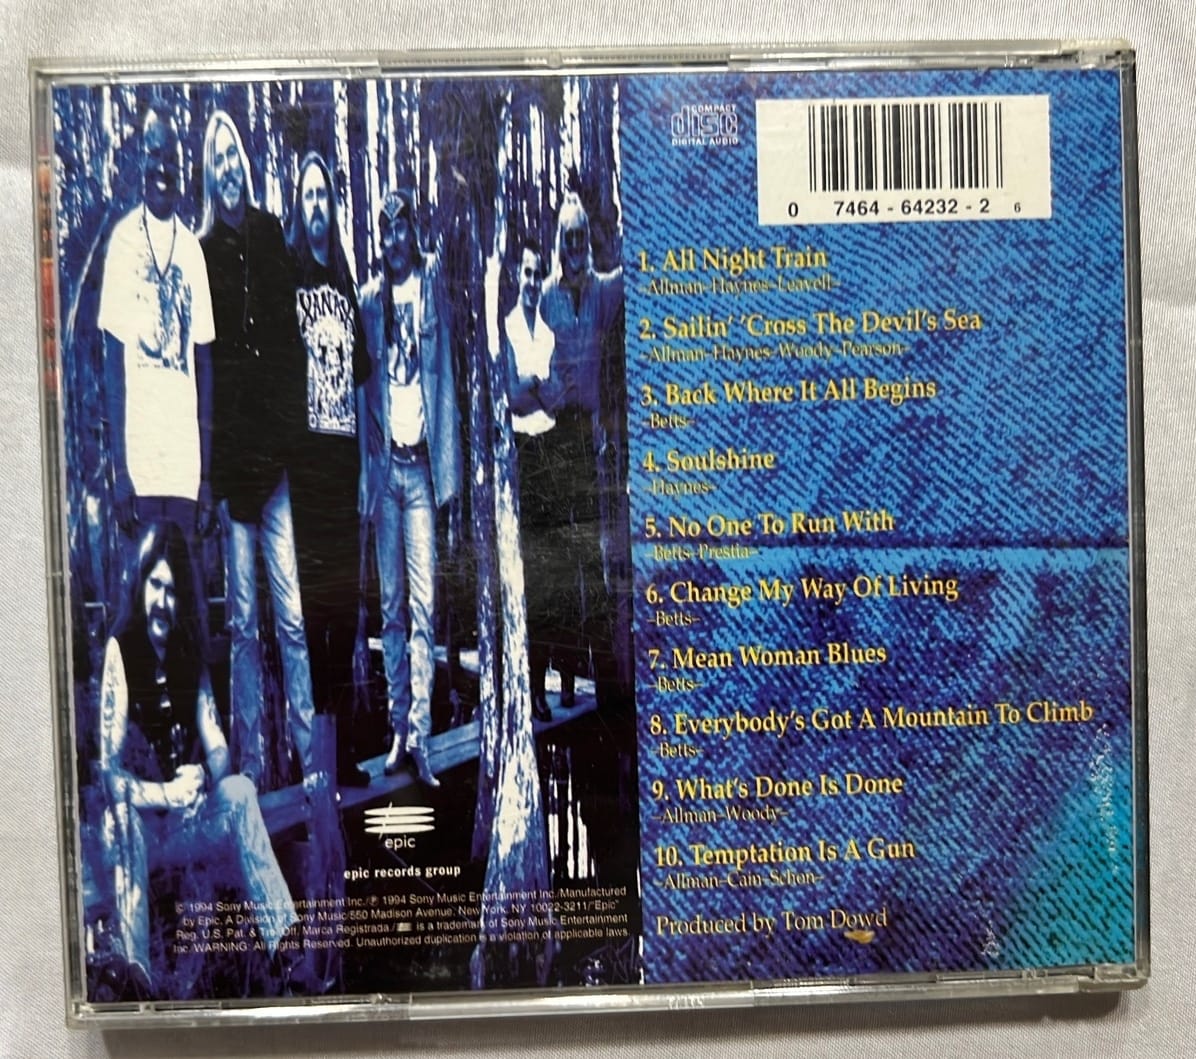 COMPACT
disc
DIGITAL AUDIO
0 7464 - 64232 - 2 6
1. All Night Train
-Allman-Haynes-Leavell-
2. Sailin' 'Cross The Devil's Sea
-Allman-Haynes-Woody-Pearson-
3. Back Where It All Begins
-Betts-
4. Soulshine
-Haynes-
5. No One To Run With
-Betts-Prestia-
6. Change My Way Of Living
-Betts-
7. Mean Woman Blues
-Betts-
8. Everybody's Got A Mountain To Climb
-Betts-
9. What's Done Is Done
-Allman-Woody-
10. Temptation Is A Gun
-Allman-Cain-Schon-
Produced by Tom Dowd
XANAX
epic
epic records group
© 1994 Sony Music Entertainment Inc./℗ 1994 Sony Music Entertainment Inc./Manufactured
by Epic, A Division of Sony Music/550 Madison Avenue, New York, NY 10022-3211/"Epic"
Reg. U.S. Pat. & Tm. Off. Marca Registrada./ is a trademark of Sony Music Entertainment
Inc./WARNING: All Rights Reserved. Unauthorized duplication is a violation of applicable laws.